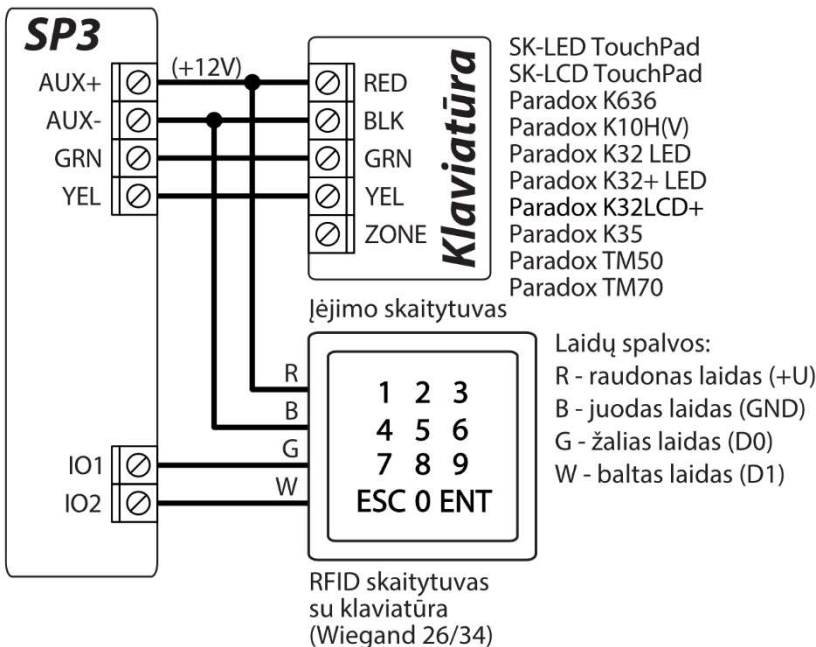 SP3
AUX+
AUX-
GRN
YEL
IO1
IO2
(+12V)
RED
BLK
GRN
YEL
ZONE
Klaviatūra
SK-LED TouchPad
SK-LCD TouchPad
Paradox K636
Paradox K10H(V)
Paradox K32 LED
Paradox K32+ LED
Paradox K32LCD+
Paradox K35
Paradox TM50
Paradox TM70
Įėjimo skaitytuvas
R
B
G
W
1 2 3
4 5 6
7 8 9
ESC 0 ENT
Laidų spalvos:
R - raudonas laidas (+U)
B - juodas laidas (GND)
G - žalias laidas (D0)
W - baltas laidas (D1)
RFID skaitytuvas
su klaviatūra
(Wiegand 26/34)